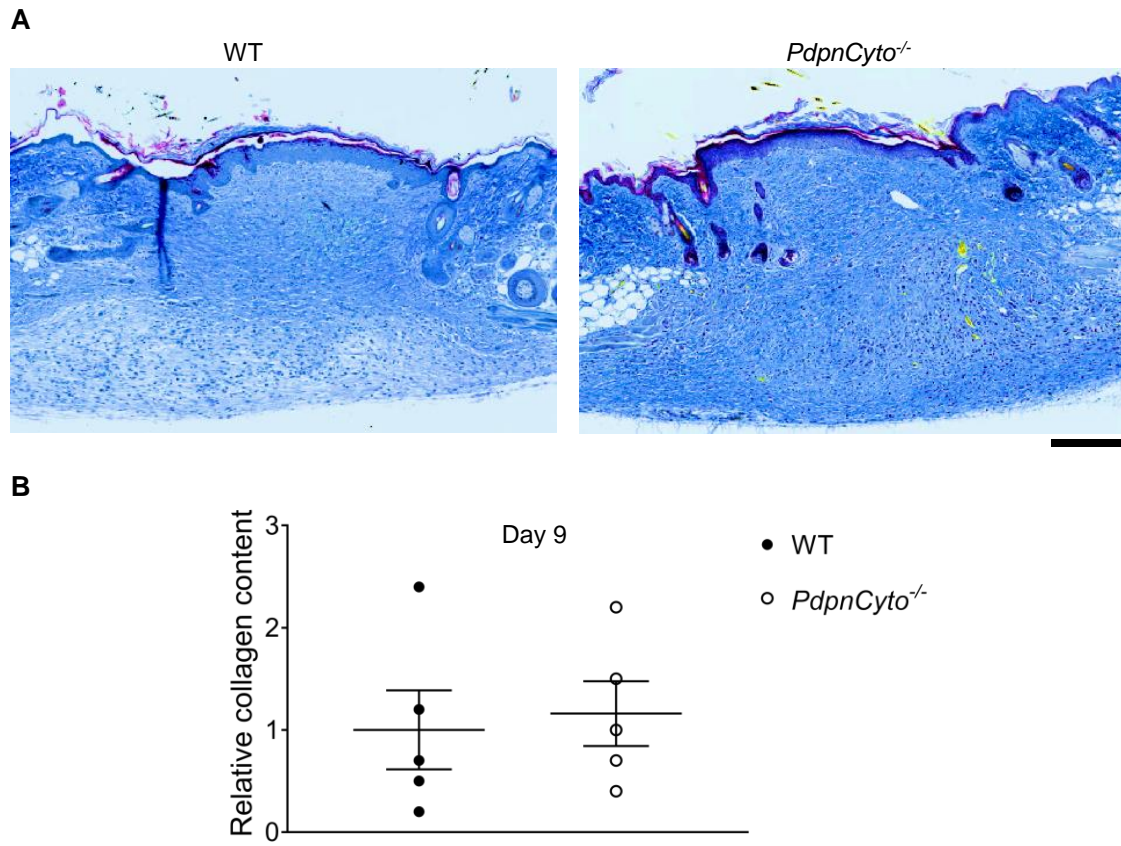 A
WT
PdpnCyto-/-
B
Relative collagen content
3
2
1
0
Day 9
WT
PdpnCyto-/-